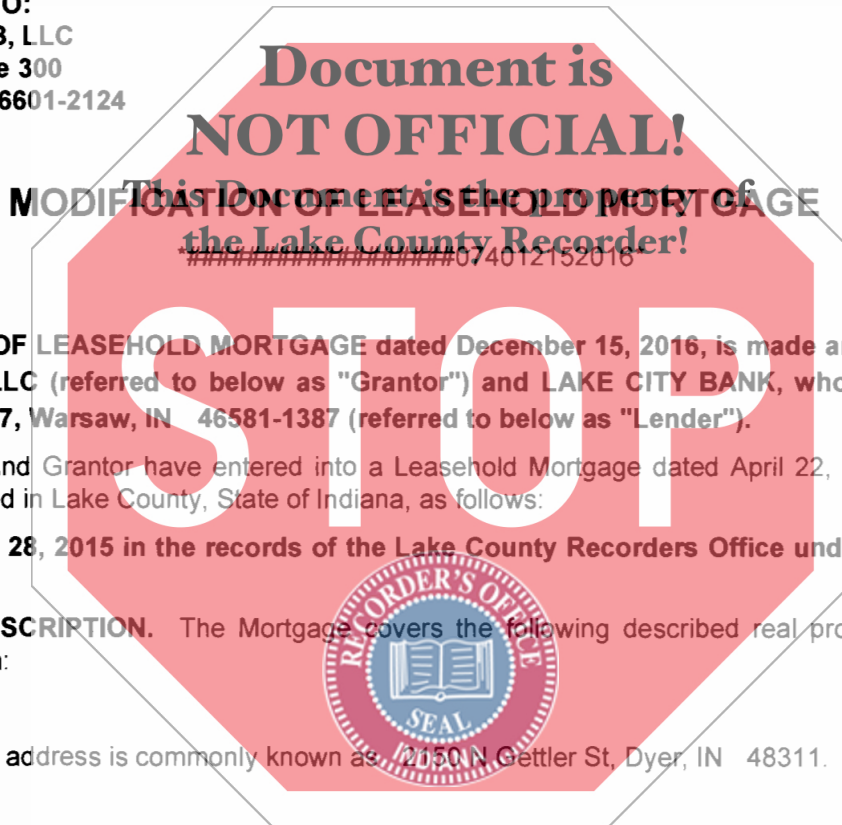 O:
3, LLC
e 300
6601-2124
Document is
NOT OFFICIAL!
This Document is the property of
the Lake County Recorder!
MODIFICATION OF LEASEHOLD MORTGAGE
*###################074012152016*
STOP
OF LEASEHOLD MORTGAGE dated December 15, 2016, is made a
LLC (referred to below as "Grantor") and LAKE CITY BANK, who
7, Warsaw, IN 46581-1387 (referred to below as "Lender").
nd Grantor have entered into a Leasehold Mortgage dated April 22,
d in Lake County, State of Indiana, as follows:
28, 2015 in the records of the Lake County Recorders Office und
SCRIPTION. The Mortgage covers the following described real pro
:
RECORDER'S OFFICE
SEAL
INDIANA
address is commonly known as 2150 N Gettler St, Dyer, IN 48311.